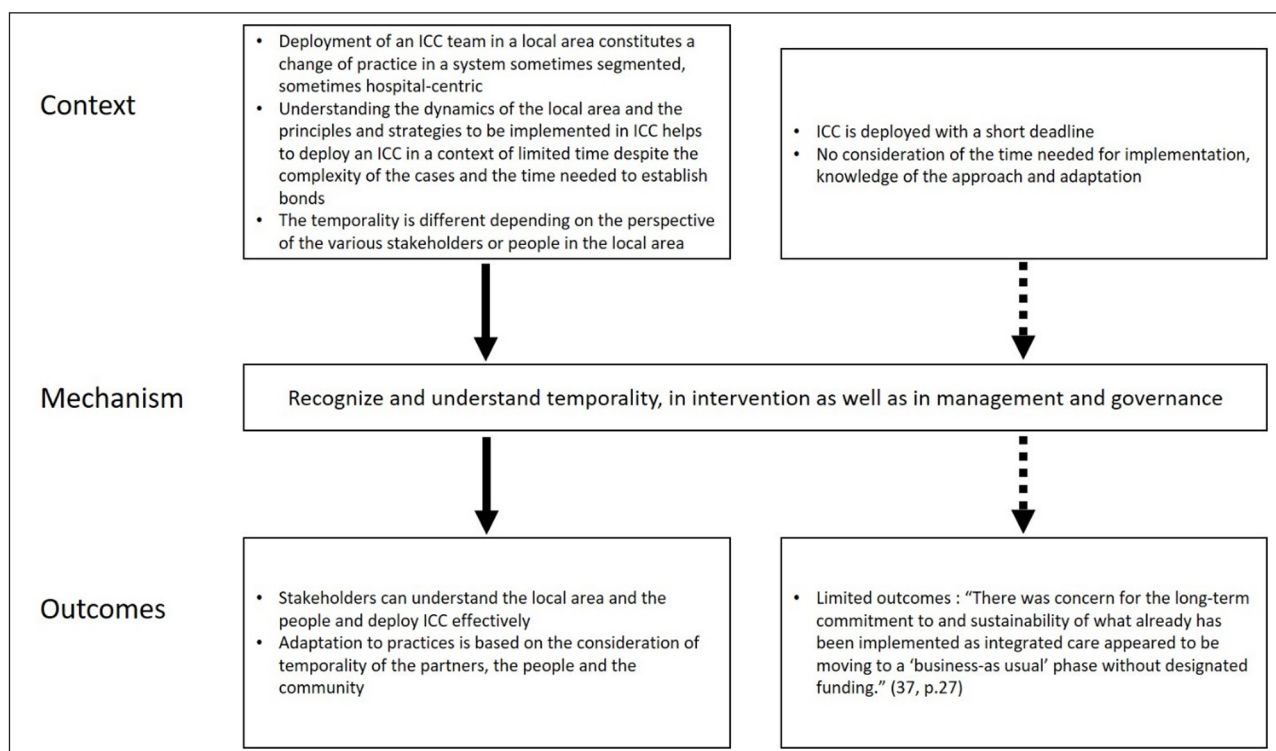 Context
• Deployment of an ICC team in a local area constitutes a
change of practice in a system sometimes segmented,
sometimes hospital-centric
• Understanding the dynamics of the local area and the
principles and strategies to be implemented in ICC helps
to deploy an ICC in a context of limited time despite the
complexity of the cases and the time needed to establish
bonds
• The temporality is different depending on the perspective
of the various stakeholders or people in the local area
• ICC is deployed with a short deadline
• No consideration of the time needed for implementation,
knowledge of the approach and adaptation
Mechanism
Recognize and understand temporality, in intervention as well as in management and governance
Outcomes
• Stakeholders can understand the local area and the
people and deploy ICC effectively
• Adaptation to practices is based on the consideration of
temporality of the partners, the people and the
community
• Limited outcomes : “There was concern for the long-term
commitment to and sustainability of what already has
been implemented as integrated care appeared to be
moving to a ‘business-as usual’ phase without designated
funding.” (37, p.27)